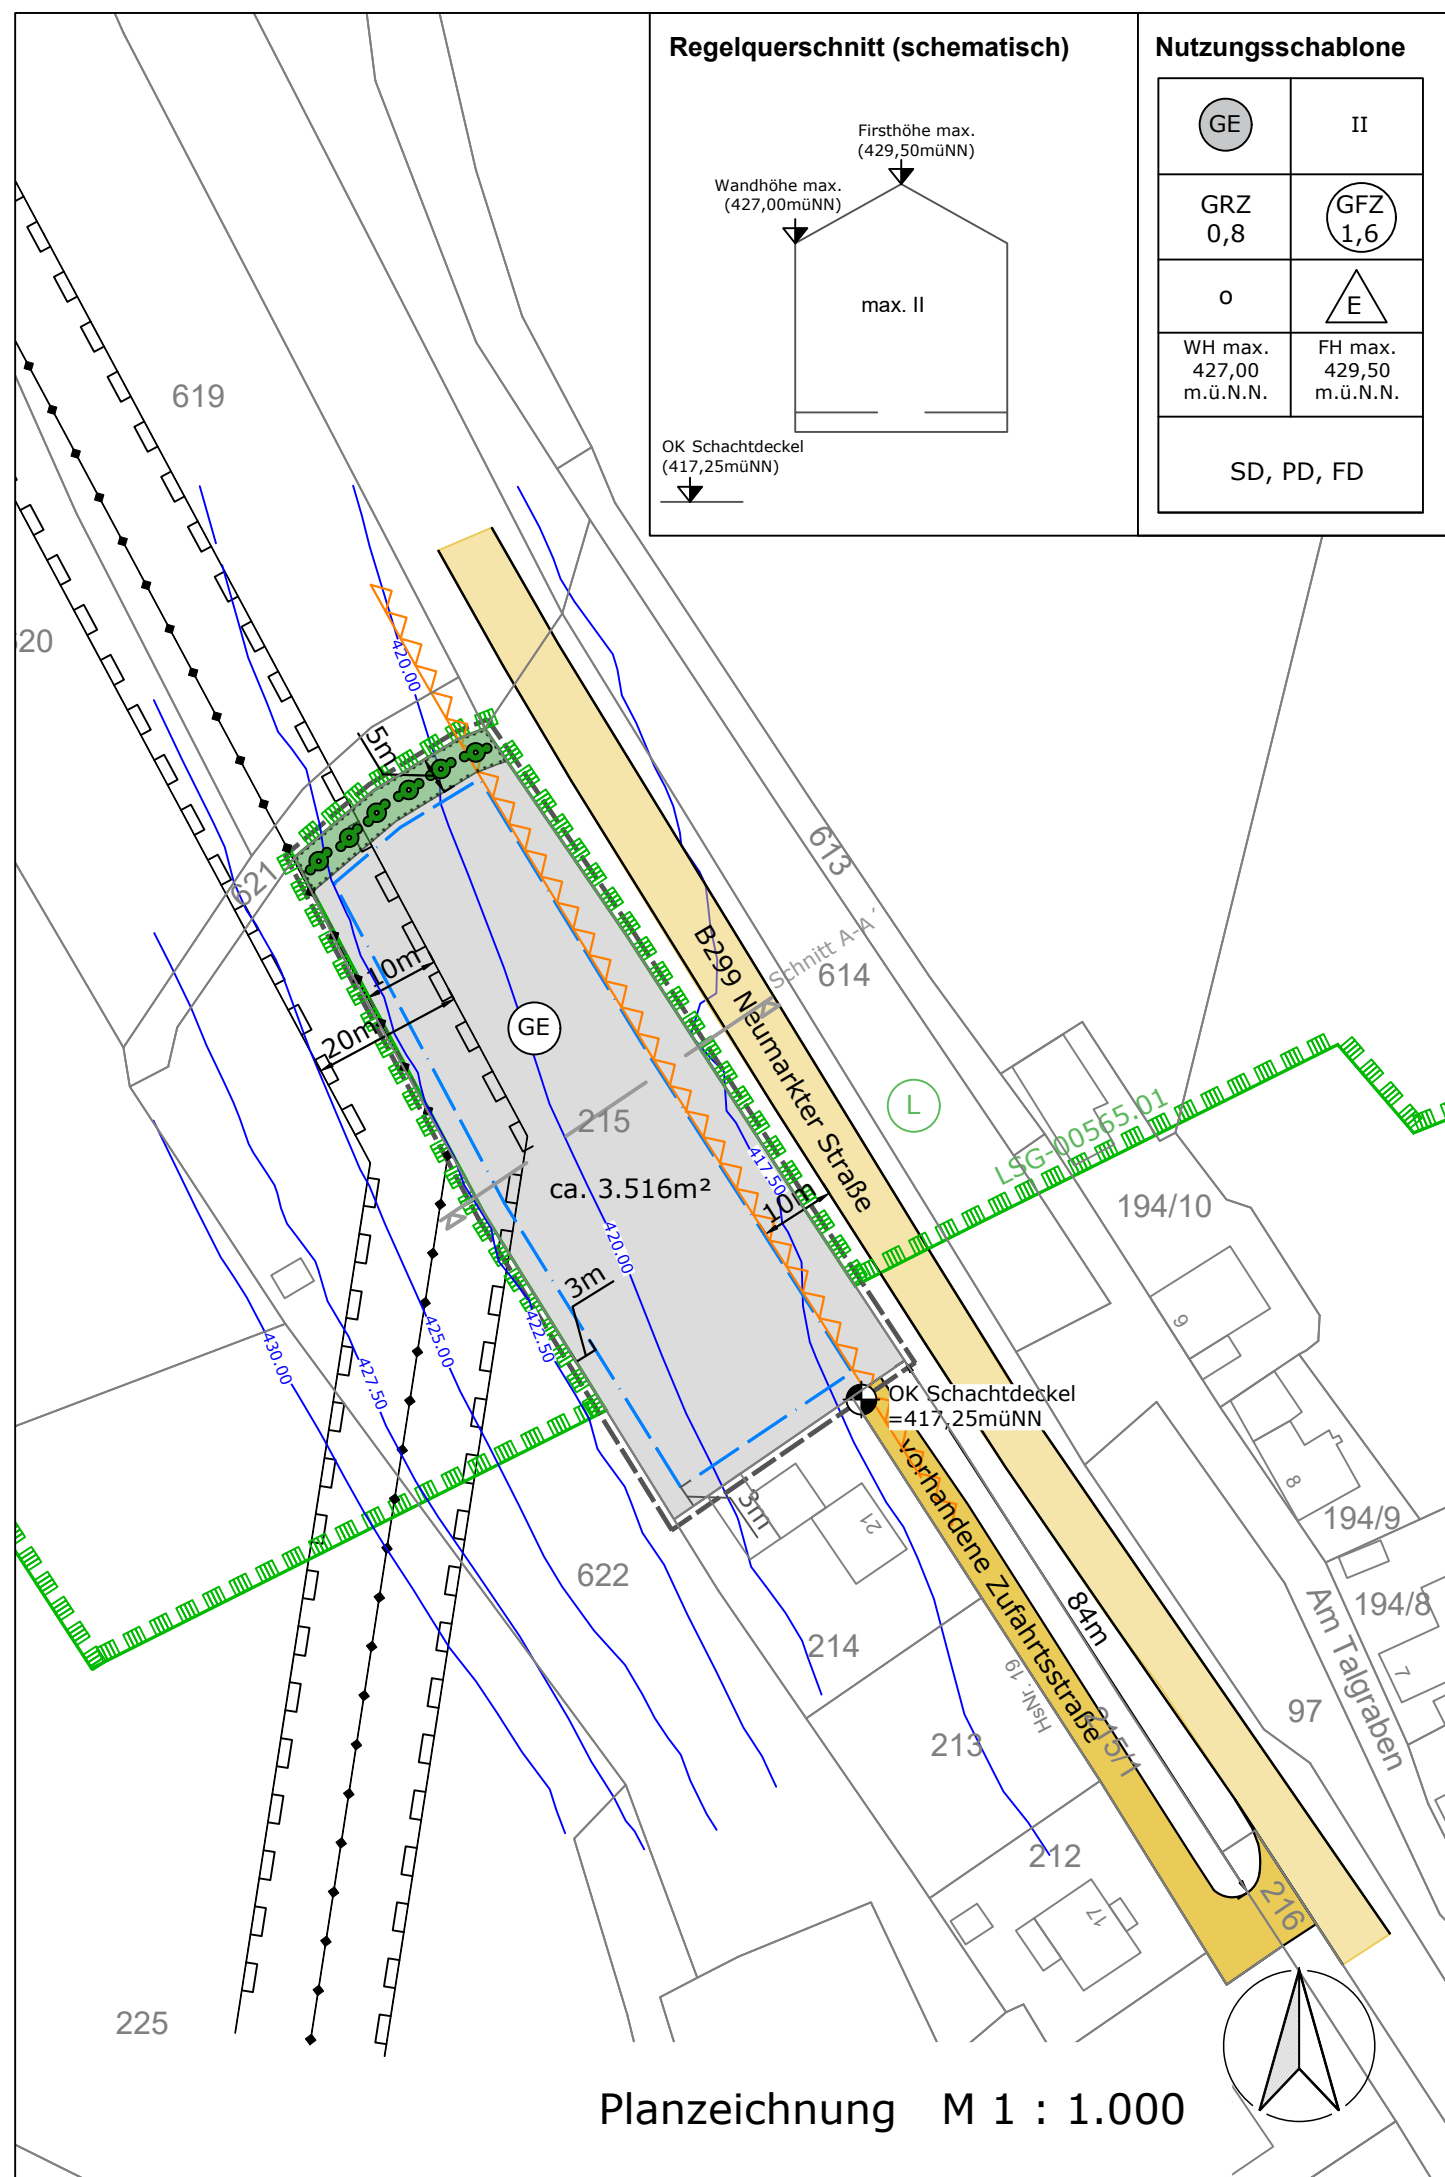 Regelquerschnitt (schematisch)
Firsthöhe max.
(429,50müNN)
Wandhöhe max.
(427,00müNN)
max. II
OK Schachtdeckel
(417,25müNN)
Nutzungsschablone
GE
II
GRZ
0,8
GFZ
1,6
o
E
WH max.
427,00
m.ü.N.N.
FH max.
429,50
m.ü.N.N.
SD, PD, FD
619
420.00
5m
613
621
B299 Neumarkter Straße
Schnitt A-A´
614
10m
20m
GE
L
LSG-00565.01
215
417.50
ca. 3.516m²
10m
194/10
420.00
3m
422.50
425.00
427.50
430.00
9
OK Schachtdeckel
=417,25müNN
vorhandene Zufahrtsstraße
8
194/9
3m
21
622
84m
194/8
Am Talgraben
214
HsNr. 19
7
215/1
97
213
212
17
216
225
Planzeichnung M 1 : 1.000